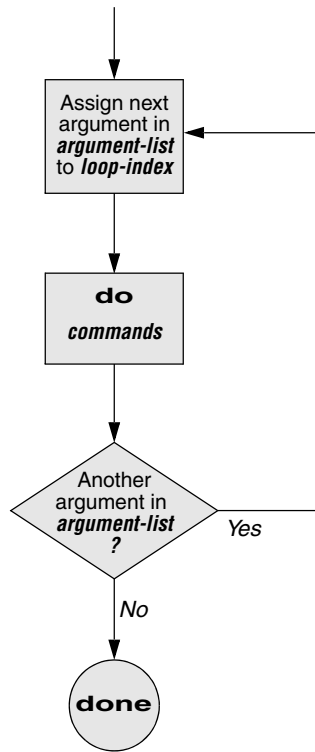 Assign next
argument in
argument-list
to loop-index
do
commands
Another
argument in
argument-list
?
Yes
No
done